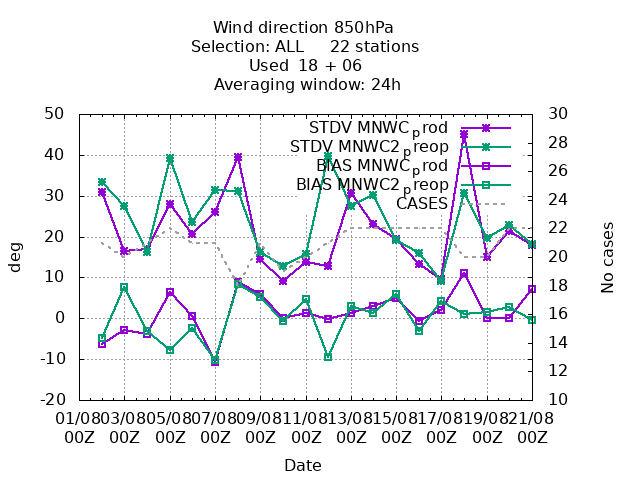 Wind direction 850hPa
Selection: ALL 22 stations
Used 18 + 06
Averaging window: 24h
STDV MNWC_prod
STDV MNWC2_preop
BIAS MNWC_prod
BIAS MNWC2_preop
CASES
deg
50
40
30
20
10
0
-10
-20
No cases
30
28
26
24
22
20
18
16
14
12
10
01/08 03/08 05/08 07/08 09/08 11/08 13/08 15/08 17/08 19/08 21/08
00Z 00Z 00Z 00Z 00Z 00Z 00Z 00Z 00Z 00Z 00Z
Date